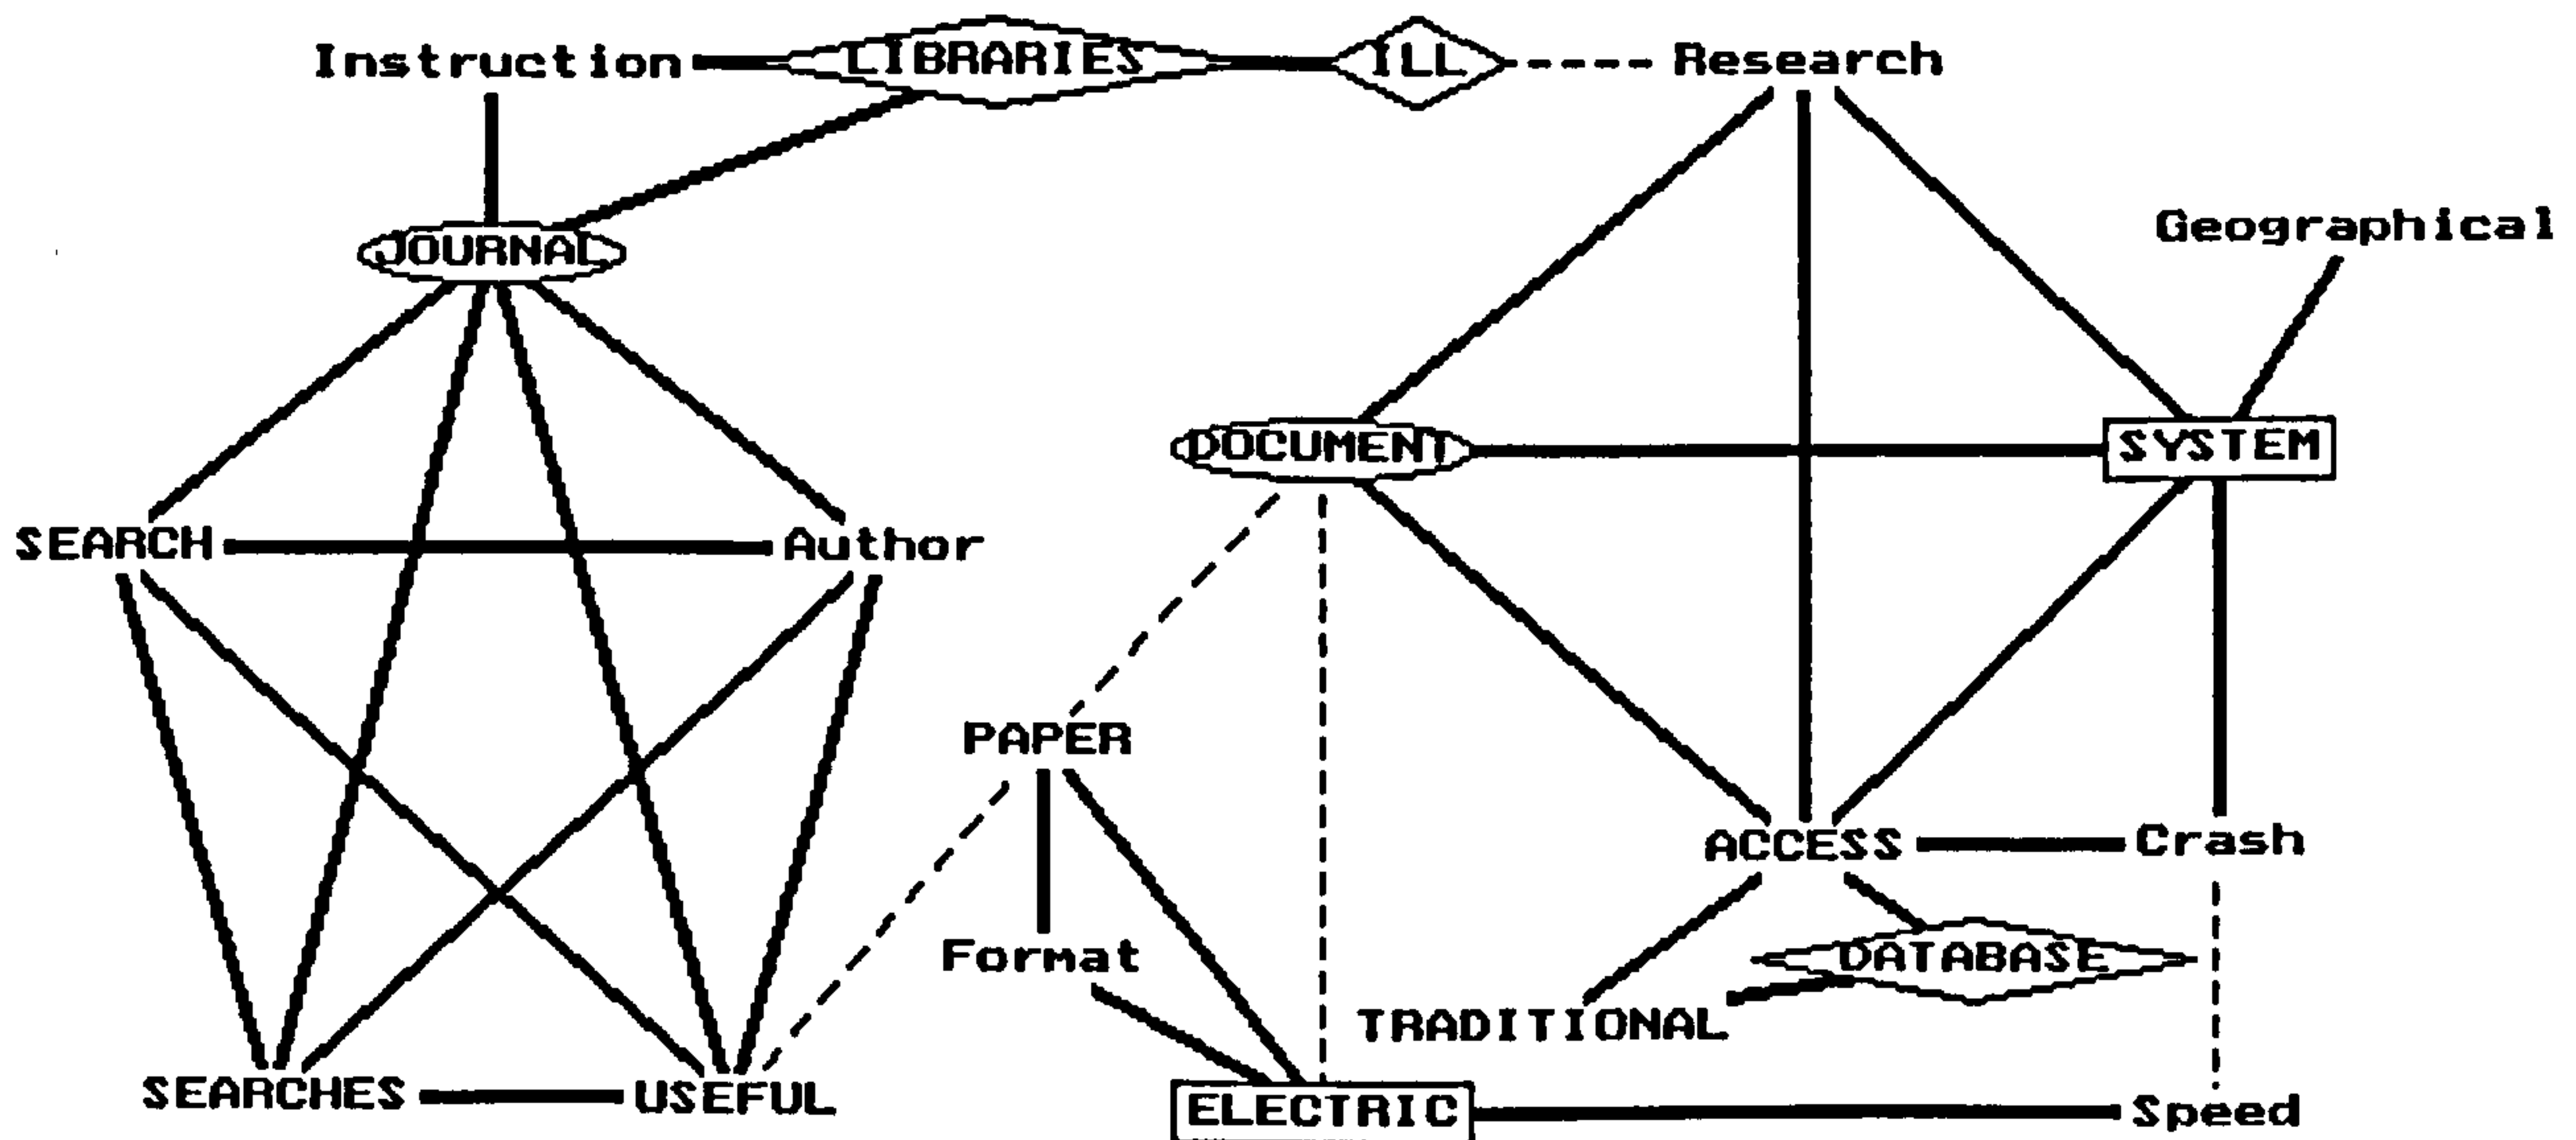 Instruction
LIBRARIES
ILL
Research
Geographical
JOURNAL
DOCUMENT
SYSTEM
SEARCH
Author
PAPER
ACCESS
Crash
Format
DATABASE
TRADITIONAL
SEARCHES
USEFUL
ELECTRIC
Speed